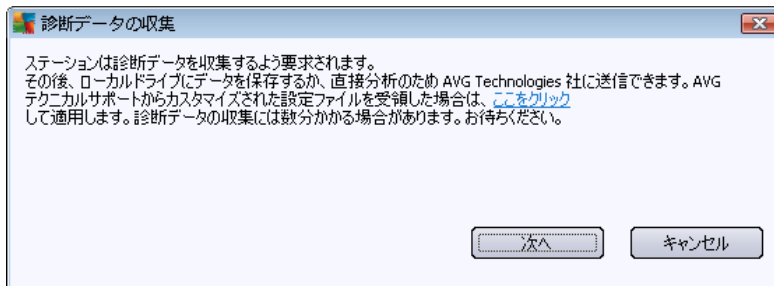 診断データの収集
ステーションは診断データを収集するよう要求されます。
その後、ローカルドライブにデータを保存するか、直接分析のため AVG Technologies 社に送信できます。AVG
テクニカルサポートからカスタマイズされた設定ファイルを受領した場合は、ここをクリック
して適用します。診断データの収集には数分かかる場合があります。お待ちください。
次へ
キャンセル